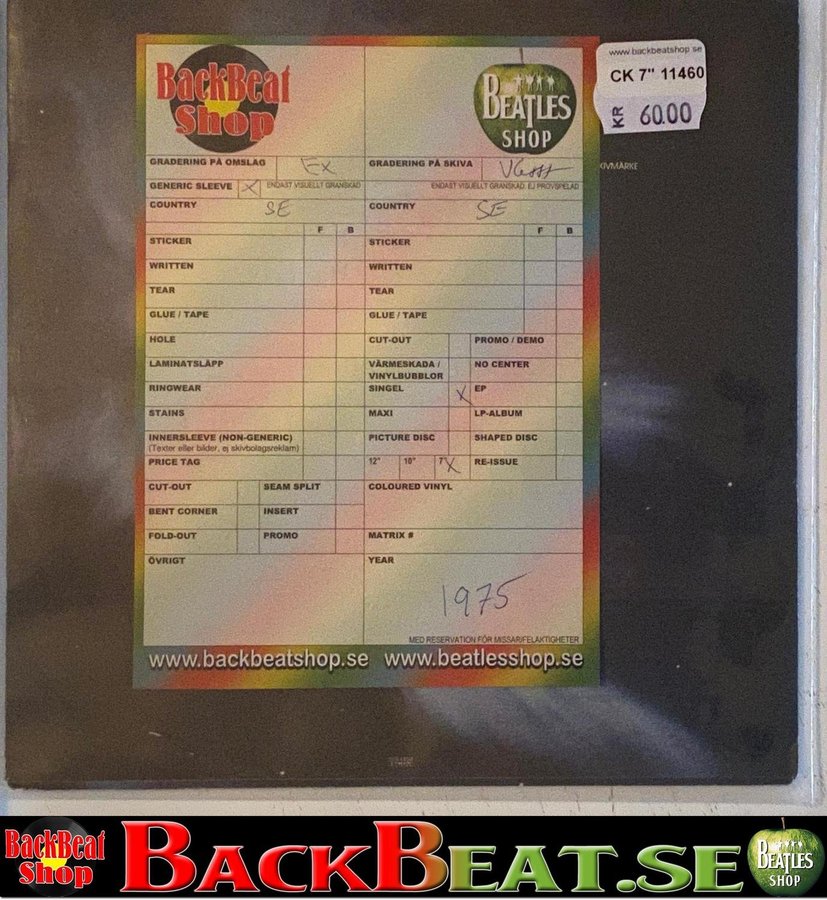 BackBeat
Shop
BEATLES
SHOP
www.backbeatshop.se
CK 7" 11460
KR 60.00
KIVMÄRKE
GRADERING PÅ OMSLAG EX
GRADERING PÅ SKIVA
GENERIC SLEEVE X ENDAST VISUELLT GRANSKAD
ENDAST VISUELLT GRANSKAD, EJ PROVSPELAD
COUNTRY SE
COUNTRY SE
F B
F B
STICKER
STICKER
WRITTEN
WRITTEN
TEAR
TEAR
GLUE / TAPE
GLUE / TAPE
HOLE
CUT-OUT
PROMO / DEMO
LAMINATSLÄPP
VÄRMESKADA /
VINYLBUBBLOR
NO CENTER
RINGWEAR
SINGEL X
EP
STAINS
MAXI
LP-ALBUM
INNERSLEEVE (NON-GENERIC)
(Texter eller bilder, ej skivbolagsreklam)
PICTURE DISC
SHAPED DISC
PRICE TAG
12" 10" 7" X
RE-ISSUE
CUT-OUT
SEAM SPLIT
COLOURED VINYL
BENT CORNER
INSERT
FOLD-OUT
PROMO
MATRIX #
ÖVRIGT
YEAR
1975
MED RESERVATION FÖR MISSAR/FELAKTIGHETER
www.backbeatshop.se www.beatlesshop.se
BackBeat
Shop
BACKBEAT.SE
BEATLES
SHOP